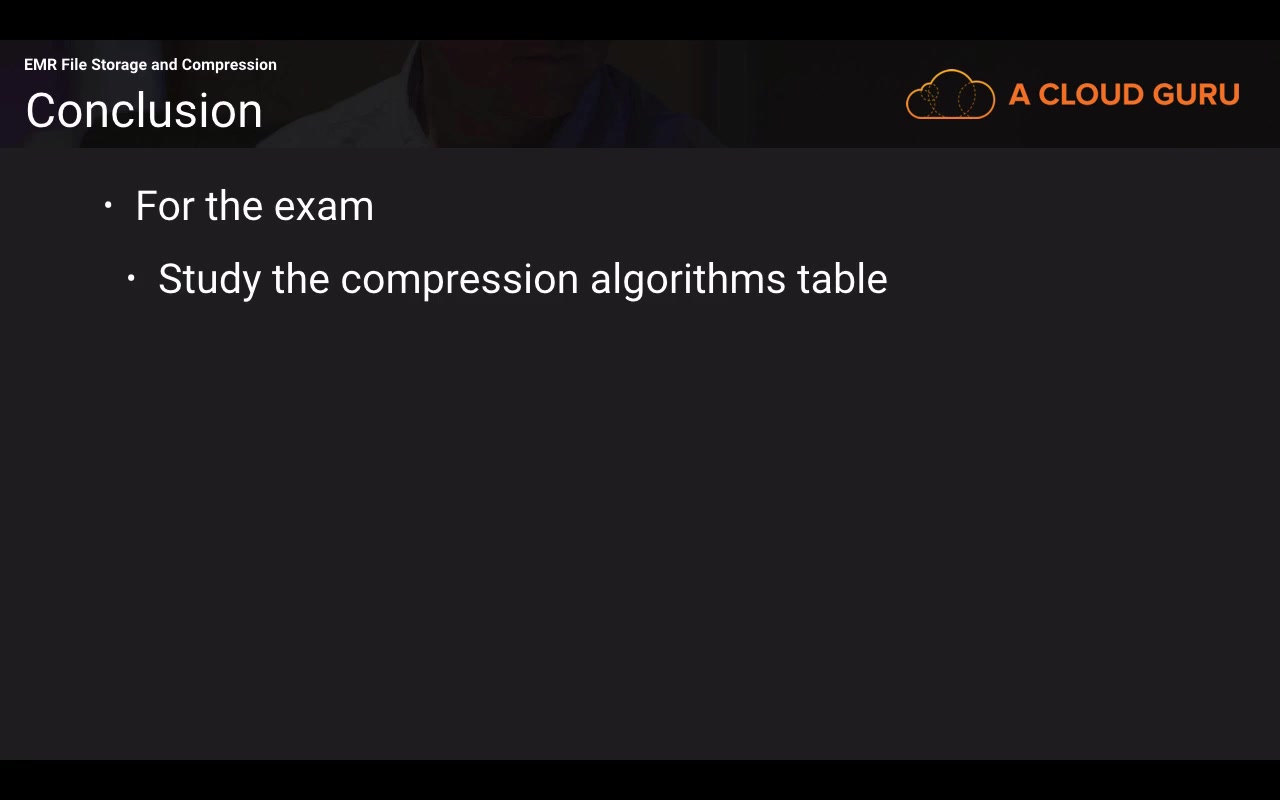 EMR File Storage and Compression
Conclusion
A CLOUD GURU
• For the exam
• Study the compression algorithms table